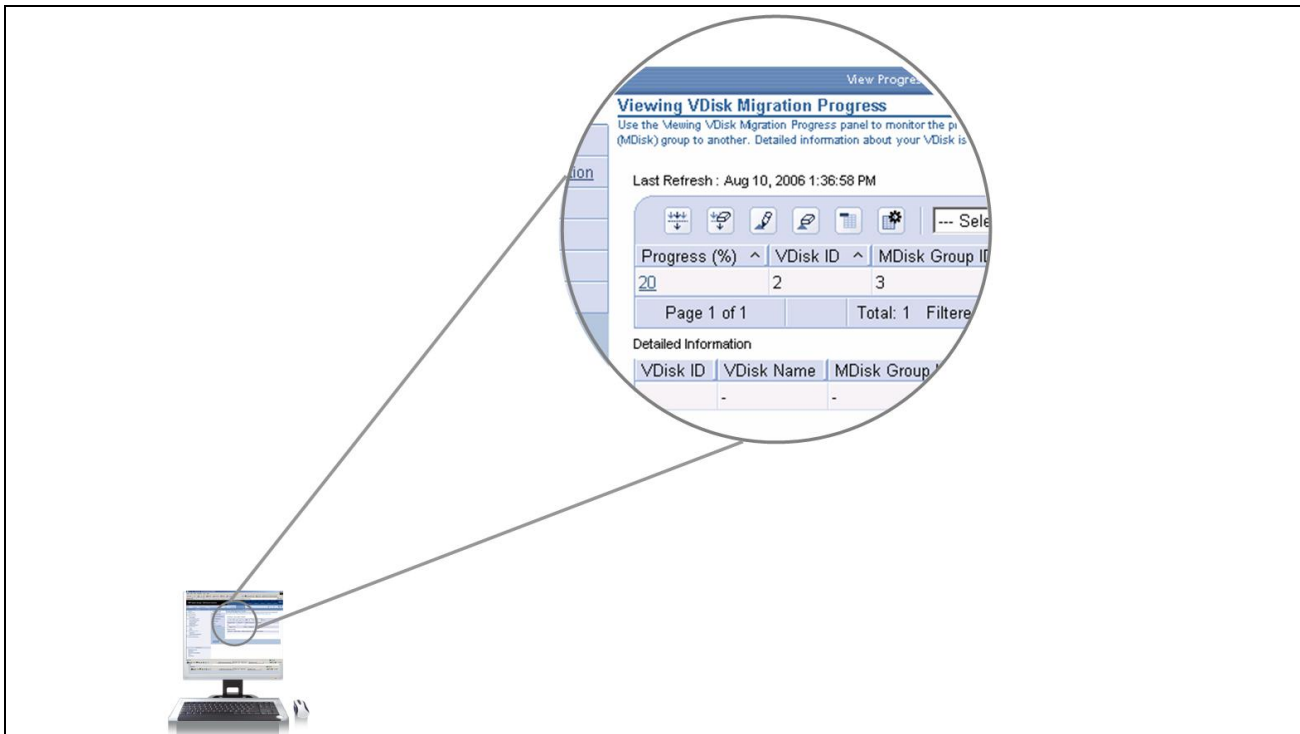 View Progress
Viewing VDisk Migration Progress
Use the Viewing VDisk Migration Progress panel to monitor the
(MDisk) group to another. Detailed information about your VDisk is
tion
Last Refresh : Aug 10, 2006 1:36:58 PM
--- Sele
Progress (%) VDisk ID MDisk Group ID
20 2 3
Page 1 of 1 Total: 1 Filtere
Detailed Information
VDisk ID VDisk Name MDisk Group
- -